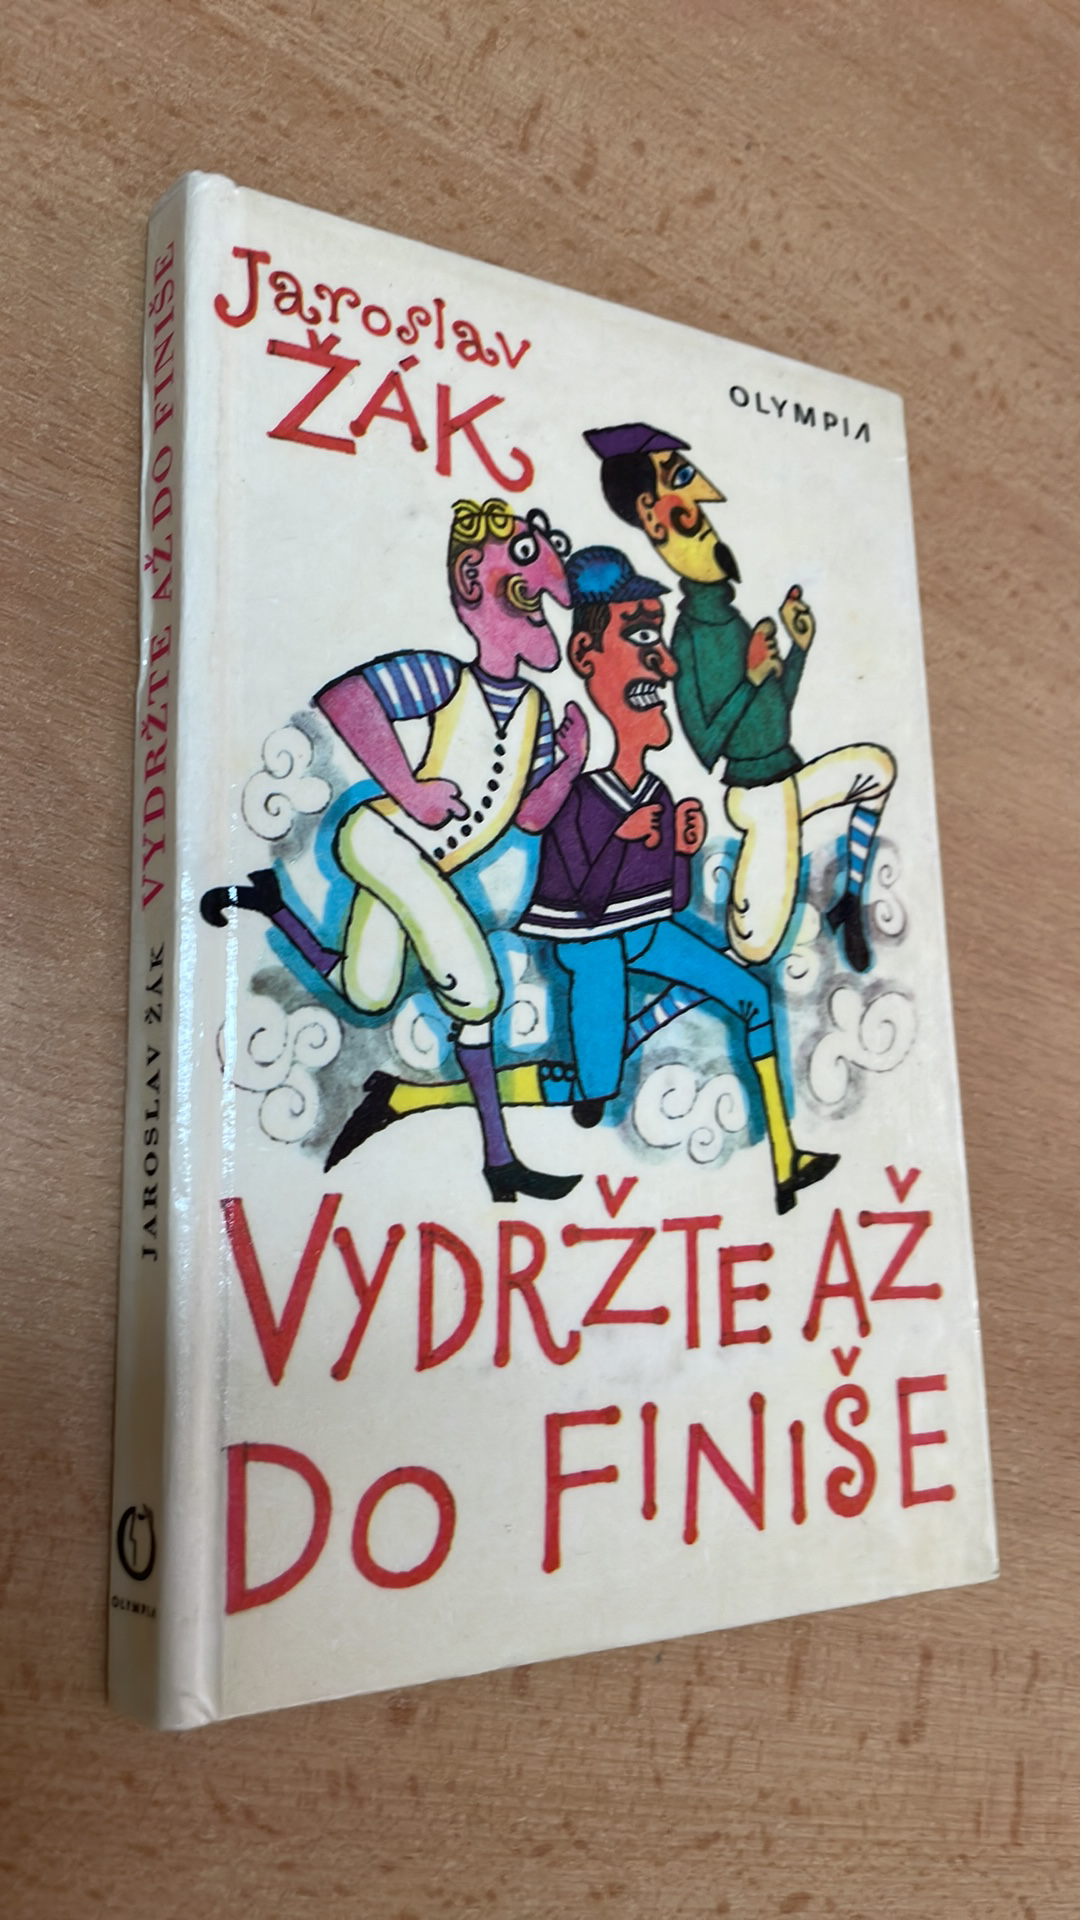 Jaroslav
ŽÁK
OLYMPIA
VYDRŽTE AŽ
DO FINIŠE
JAROSLAV ŽÁK VYDRŽTE AŽ DO FINIŠE
OLYMPIA